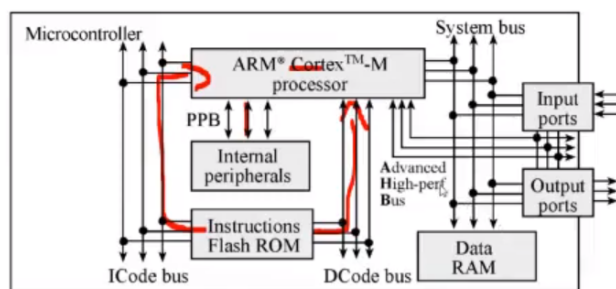 Microcontroller
System bus
ARM® Cortex™-M
processor
Input
ports
PPB
Internal
peripherals
Advanced
High-perf
Bus
Output
ports
Instructions
Flash ROM
Data
RAM
ICode bus
DCode bus